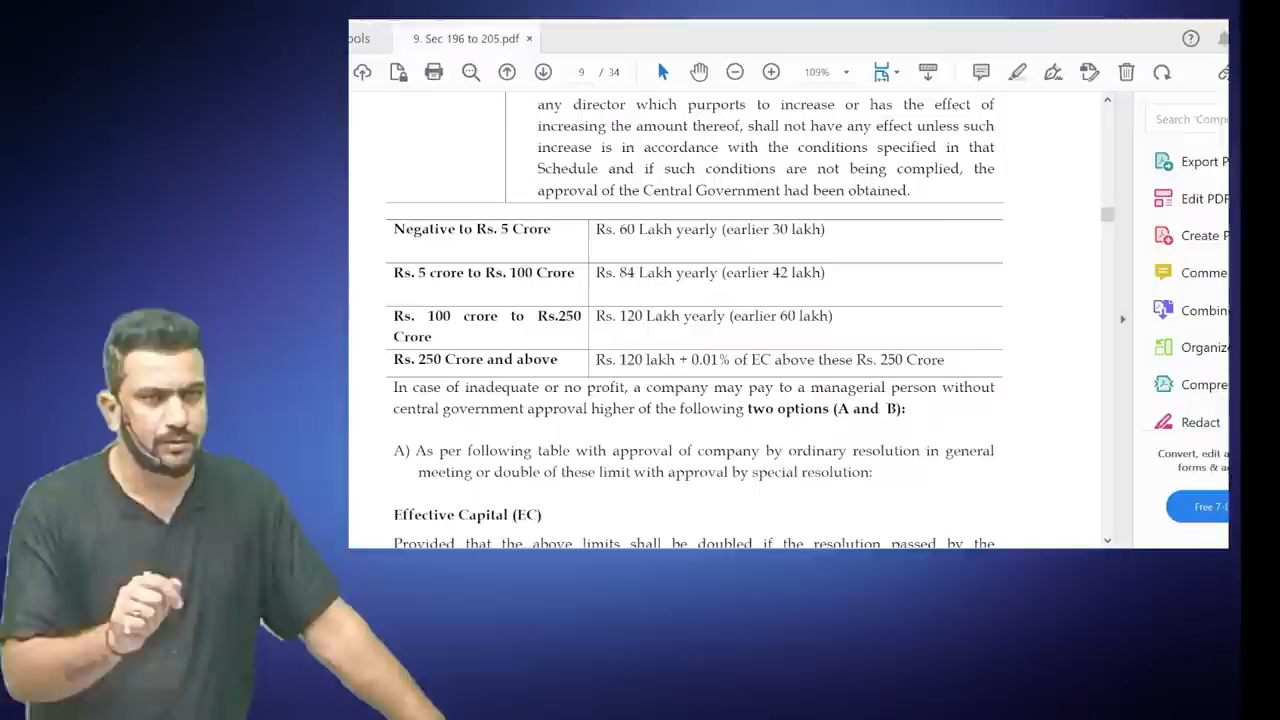 ools
9. Sec 196 to 205.pdf ×
9 / 34
109%
any director which purports to increase or has the effect of
increasing the amount thereof, shall not have any effect unless such
increase is in accordance with the conditions specified in that
Schedule and if such conditions are not being complied, the
approval of the Central Government had been obtained.
Negative to Rs. 5 Crore Rs. 60 Lakh yearly (earlier 30 lakh)
Rs. 5 crore to Rs. 100 Crore Rs. 84 Lakh yearly (earlier 42 lakh)
Rs. 100 crore to Rs.250 Rs. 120 Lakh yearly (earlier 60 lakh)
Crore
Rs. 250 Crore and above Rs. 120 lakh + 0.01% of EC above these Rs. 250 Crore
In case of inadequate or no profit, a company may pay to a managerial person without
central government approval higher of the following two options (A and B):
A) As per following table with approval of company by ordinary resolution in general
meeting or double of these limit with approval by special resolution:
Effective Capital (EC)
Provided that the above limits shall be doubled if the resolution passed by the
Search 'Comp
Export P
Edit PDF
Create P
Comme
Combin
Organiz
Compre
Redact
Convert, edit a
forms & a
Free 7-